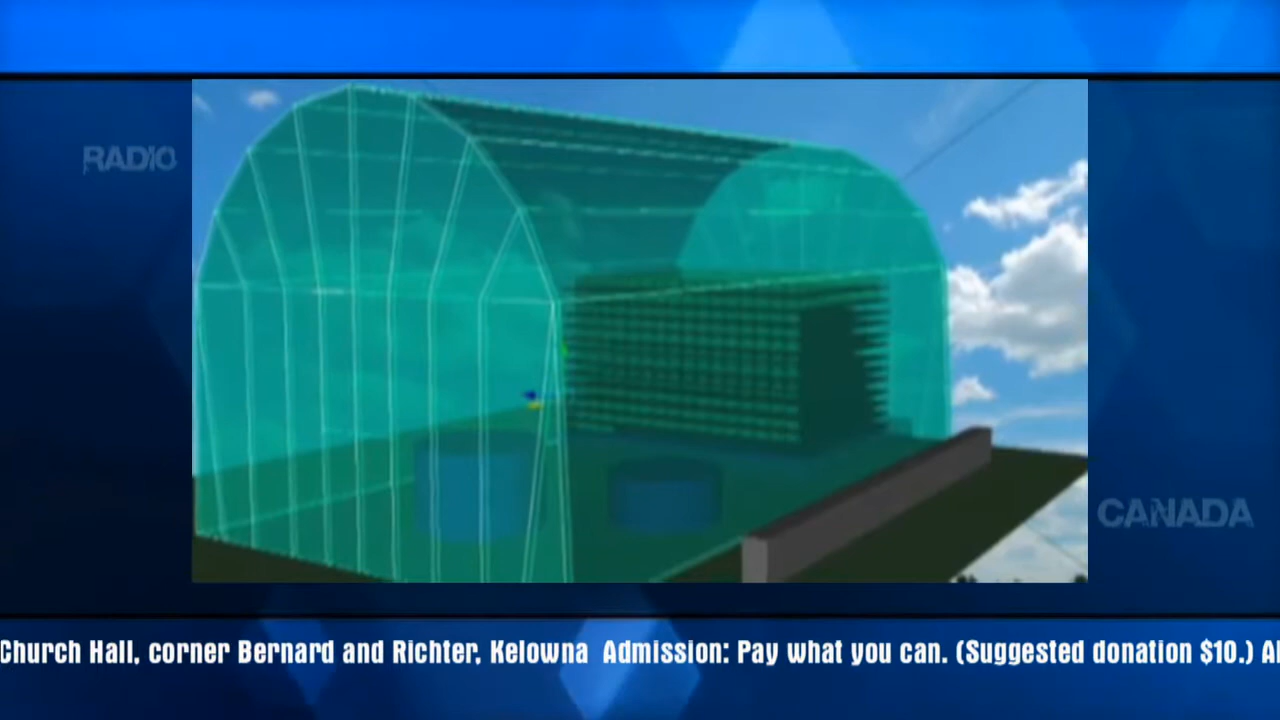 RADIO
CANADA
Church Hall, corner Bernard and Richter, Kelowna Admission: Pay what you can. (Suggested donation $10.)